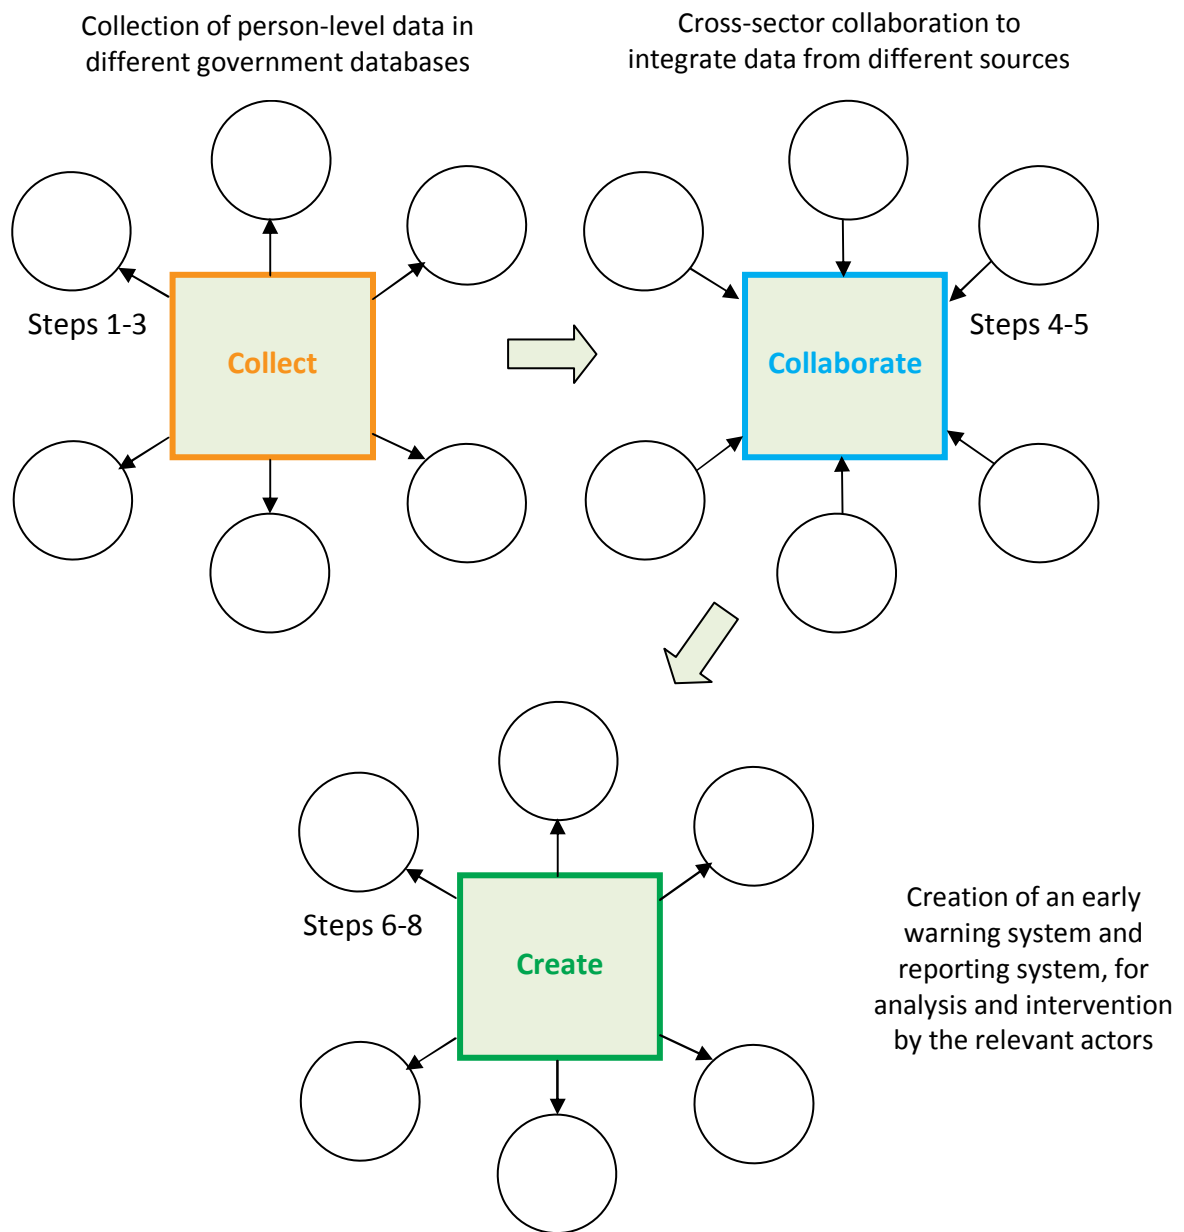 Collection of person-level data in
different government databases
Cross-sector collaboration to
integrate data from different sources
Steps 1-3
Collect
Steps 4-5
Collaborate
Steps 6-8
Create
Creation of an early
warning system and
reporting system, for
analysis and intervention
by the relevant actors